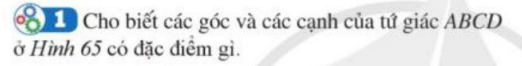 1 Cho biết các góc và các cạnh của tứ giác ABCD
ở Hình 65 có đặc điểm gì.